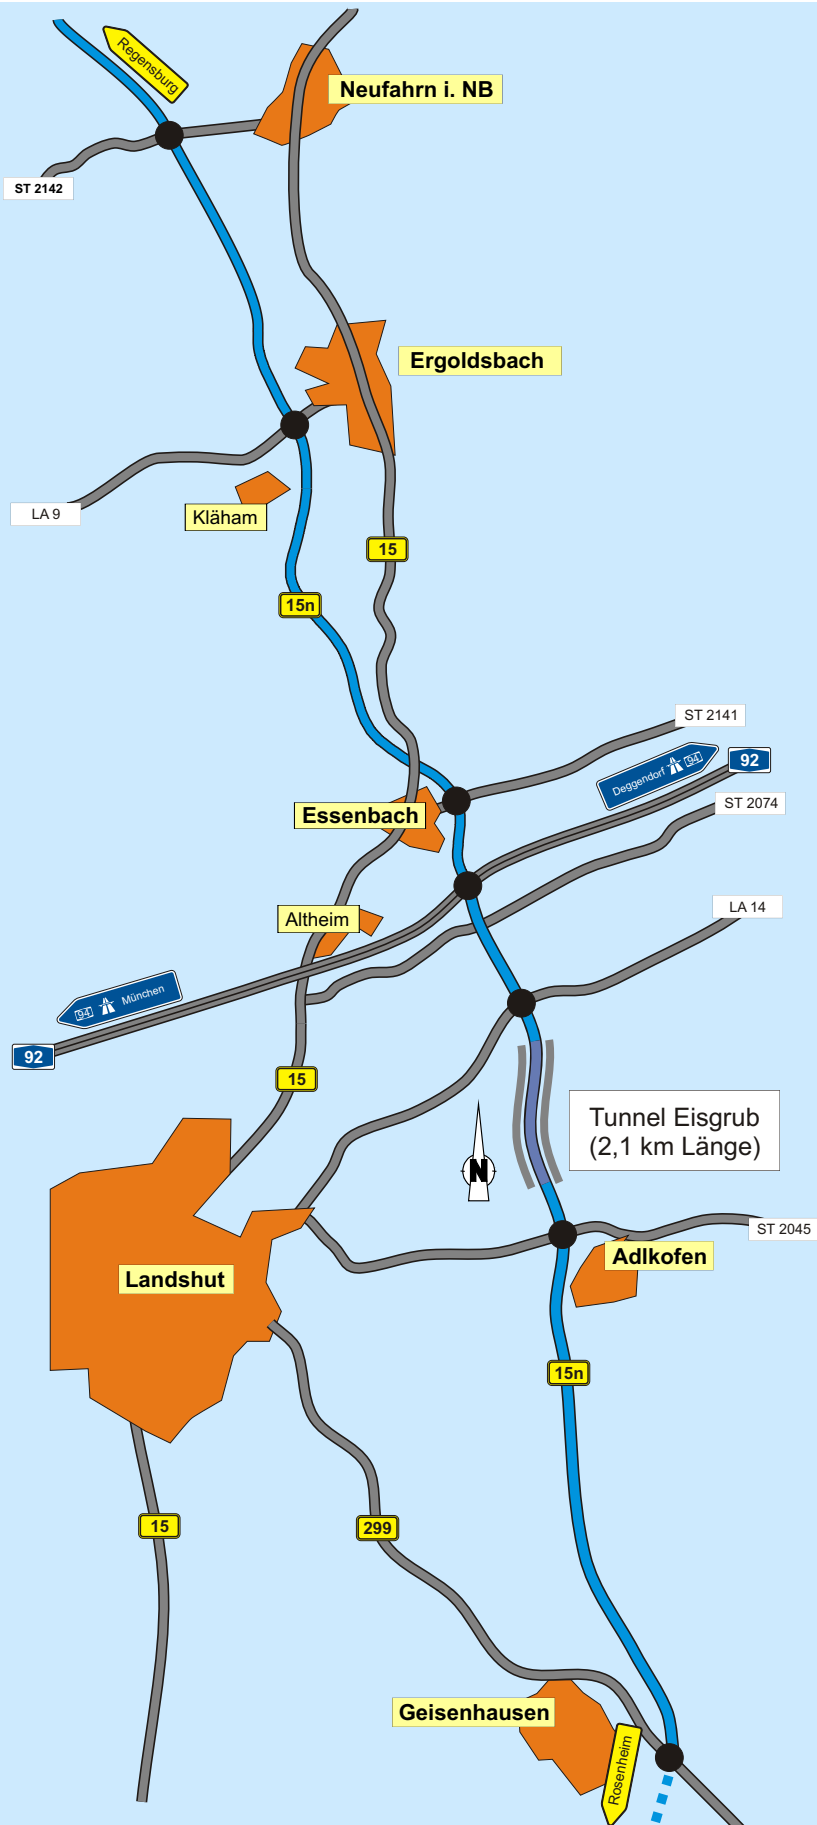 Regensburg
Neufahrn i. NB
ST 2142
Ergoldsbach
LA 9
Kläham
15
15n
ST 2141
Deggendorf 94
92
ST 2074
Essenbach
LA 14
Altheim
94 München
92
15
Tunnel Eisgrub
(2,1 km Länge)
N
ST 2045
Adlkofen
Landshut
15n
15
299
Geisenhausen
Rosenheim